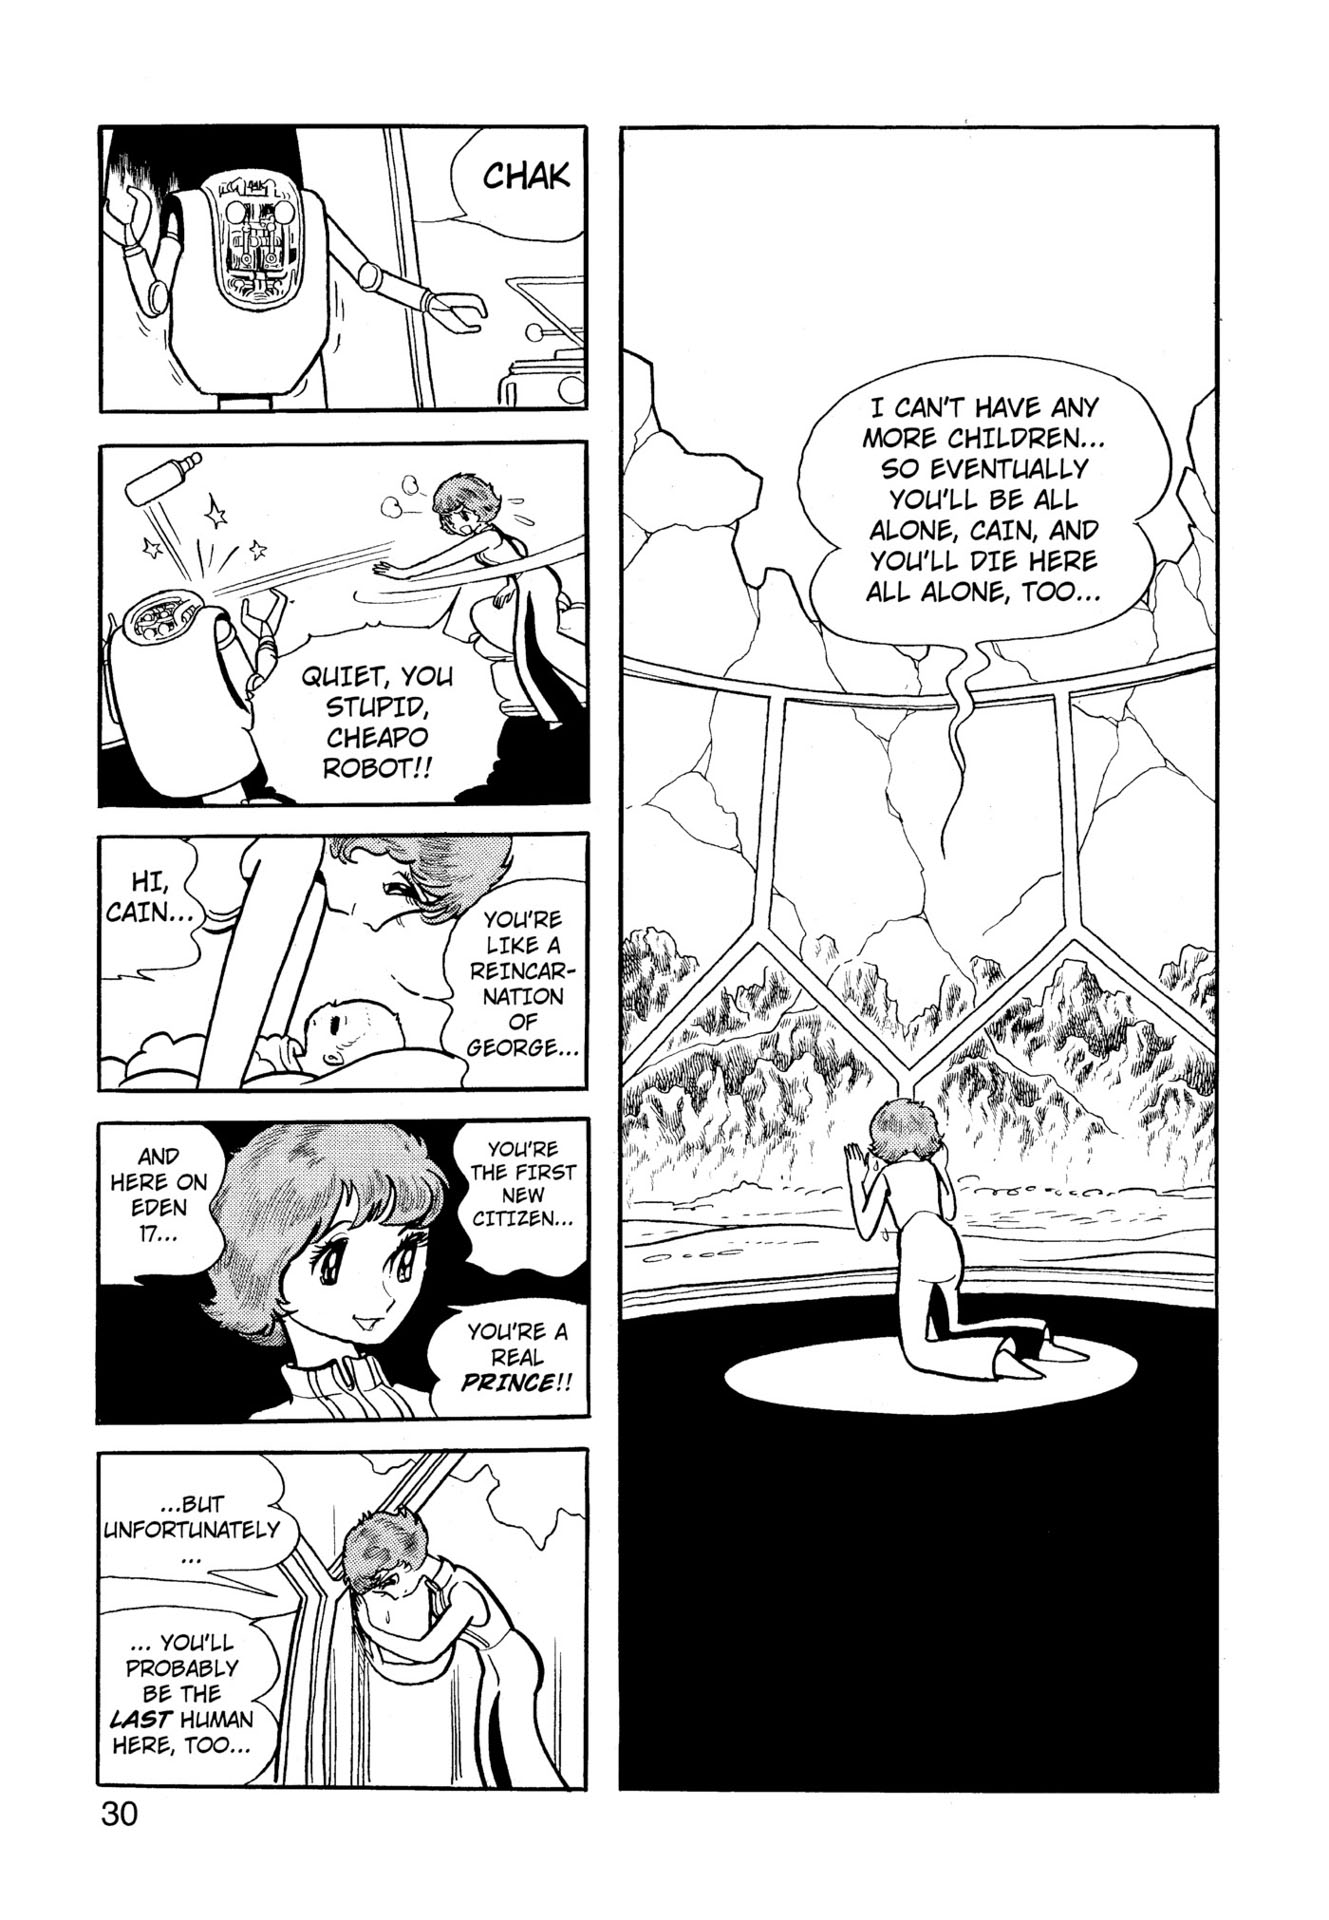 CHAK
QUIET, YOU
STUPID,
CHEAPO
ROBOT!!
HI,
CAIN...
YOU'RE
LIKE A
REINCAR-
NATION
OF
GEORGE...
AND
HERE ON
EDEN
17...
YOU'RE
THE FIRST
NEW
CITIZEN...
YOU'RE A
REAL
PRINCE!!
...BUT
UNFORTUNATELY
...
... YOU'LL
PROBABLY
BE THE
LAST HUMAN
HERE, TOO...
I CAN'T HAVE ANY
MORE CHILDREN...
SO EVENTUALLY
YOU'LL BE ALL
ALONE, CAIN, AND
YOU'LL DIE HERE
ALL ALONE, TOO...
30